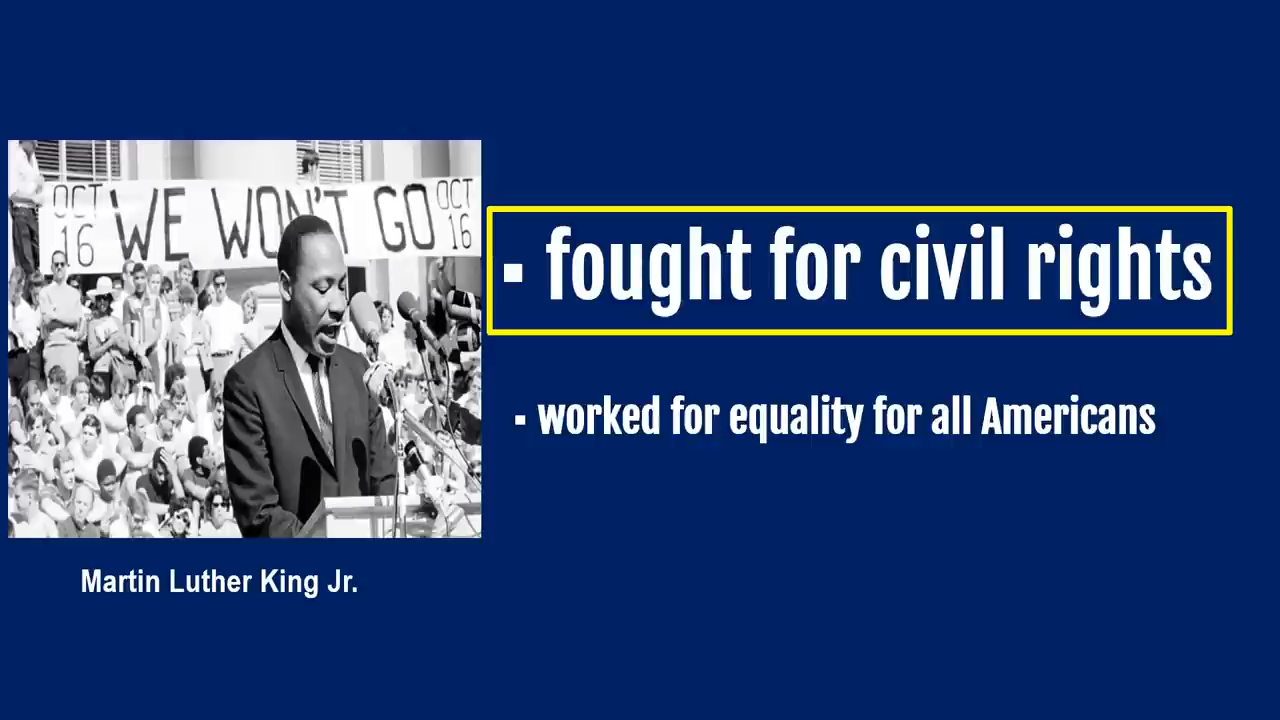 OCT 16 WE WON'T GO OCT 16
▪ fought for civil rights
▪ worked for equality for all Americans
Martin Luther King Jr.